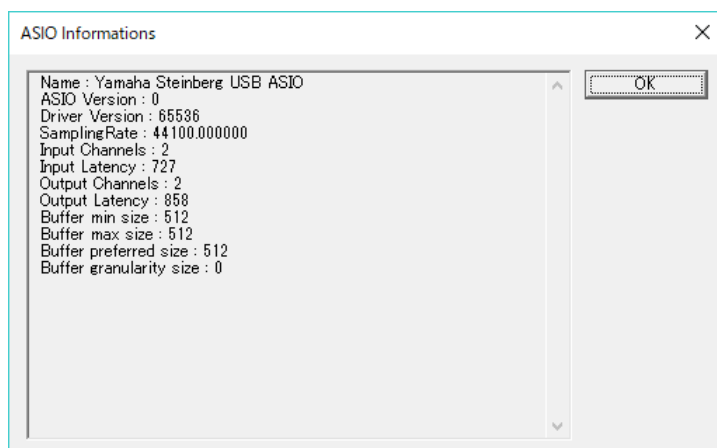 ASIO Informations
Name : Yamaha Steinberg USB ASIO
ASIO Version : 0
Driver Version : 65536
SamplingRate : 44100.000000
Input Channels : 2
Input Latency : 727
Output Channels : 2
Output Latency : 858
Buffer min size : 512
Buffer max size : 512
Buffer preferred size : 512
Buffer granularity size : 0
OK